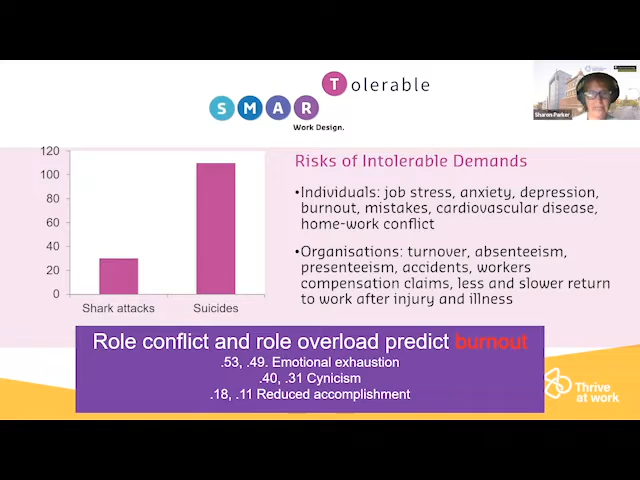 T olerable
S M A R
Work Design.
Sharon Parker
120
100
80
60
40
20
0
Shark attacks
Suicides
Risks of Intolerable Demands
•Individuals: job stress, anxiety, depression,
burnout, mistakes, cardiovascular disease,
home-work conflict
•Organisations: turnover, absenteeism,
presenteeism, accidents, workers
compensation claims, less and slower return
to work after injury and illness
Role conflict and role overload predict burnout
.53, .49. Emotional exhaustion
.40, .31 Cynicism
.18, .11 Reduced accomplishment
Thrive
at work